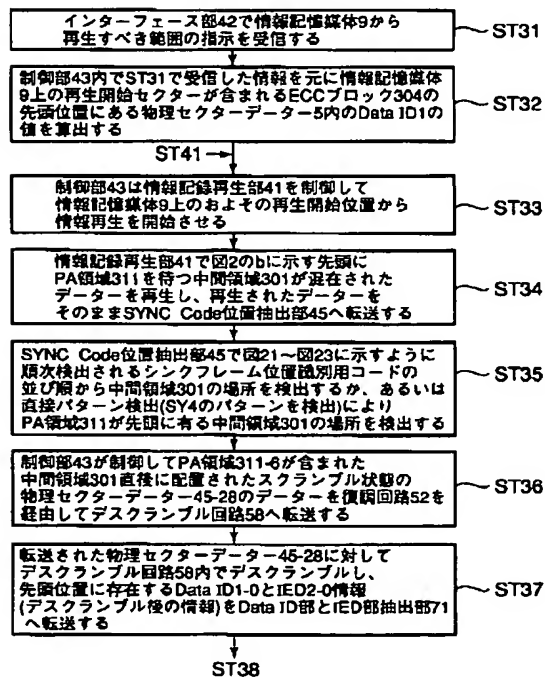 インターフェース部42で情報記憶媒体9から
再生すべき範囲の指示を受信する
ST31
制御部43内でST31で受信した情報を元に情報記憶媒体
9上の再生開始セクターが含まれるECCブロック304の
先頭位置にある物理セクターデーター5内のData ID1の
値を算出する
ST32
ST41
制御部43は情報記録再生部41を制御して
情報記憶媒体9上のおよその再生開始位置から
情報再生を開始させる
ST33
情報記録再生部41で図2のbに示す先頭に
PA領域311を待つ中間領域301が混在された
データーを再生し、再生されたデーターを
そのままSYNC Code位置抽出部45へ転送する
ST34
SYNC Code位置抽出部45で図21～図23に示すように
順次検出されるシンクフレーム位置識別用コードの
並び順から中間領域301の場所を検出するか、あるいは
直接パターン検出(SY4のパターンを検出)により
PA領域311が先頭に有る中間領域301の場所を検出する
ST35
制御部43が制御してPA領域311-6が含まれた
中間領域301直後に配置されたスクランブル状態の
物理セクターデーター45-28のデーターを復調回路52を
経由してデスクランブル回路58へ転送する
ST36
転送された物理セクターデーター45-28に対して
デスクランブル回路58内でデスクランブルし、
先頭位置に存在するData ID1-0とIED2-0情報
(デスクランブル後の情報)をData ID部とIED部抽出部71
へ転送する
ST37
ST38